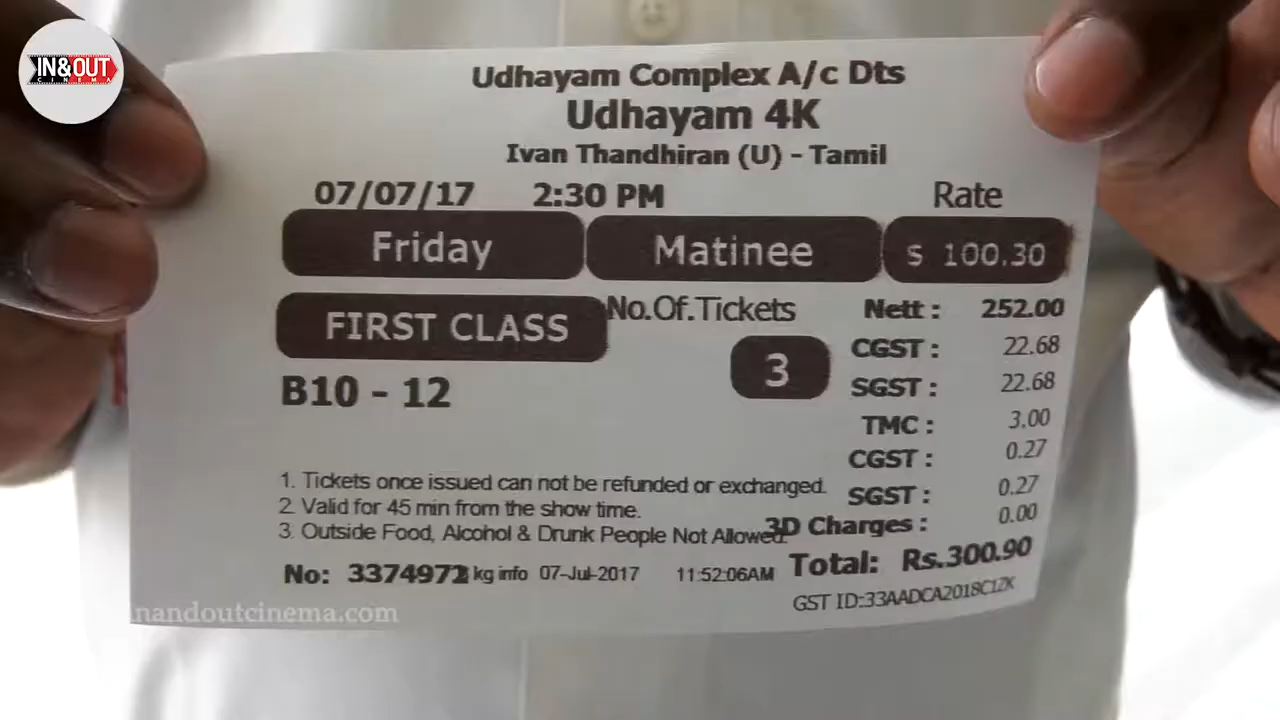 IN&OUT
CINEMA
Udhayam Complex A/c Dts
Udhayam 4K
Ivan Thandhiran (U) - Tamil
07/07/17 2:30 PM Rate
Friday Matinee S 100.30
FIRST CLASS No.Of.Tickets Nett : 252.00
3 CGST : 22.68
B10 - 12 SGST : 22.68
TMC : 3.00
CGST : 0.27
1. Tickets once issued can not be refunded or exchanged. SGST : 0.27
2. Valid for 45 min from the show time.
3. Outside Food, Alcohol & Drunk People Not Allowed. 3D Charges : 0.00
No: 3374972 kg info 07-Jul-2017 11:52:06AM Total: Rs.300.90
GST ID:33AADCA2018C1ZK
inandoutcinema.com